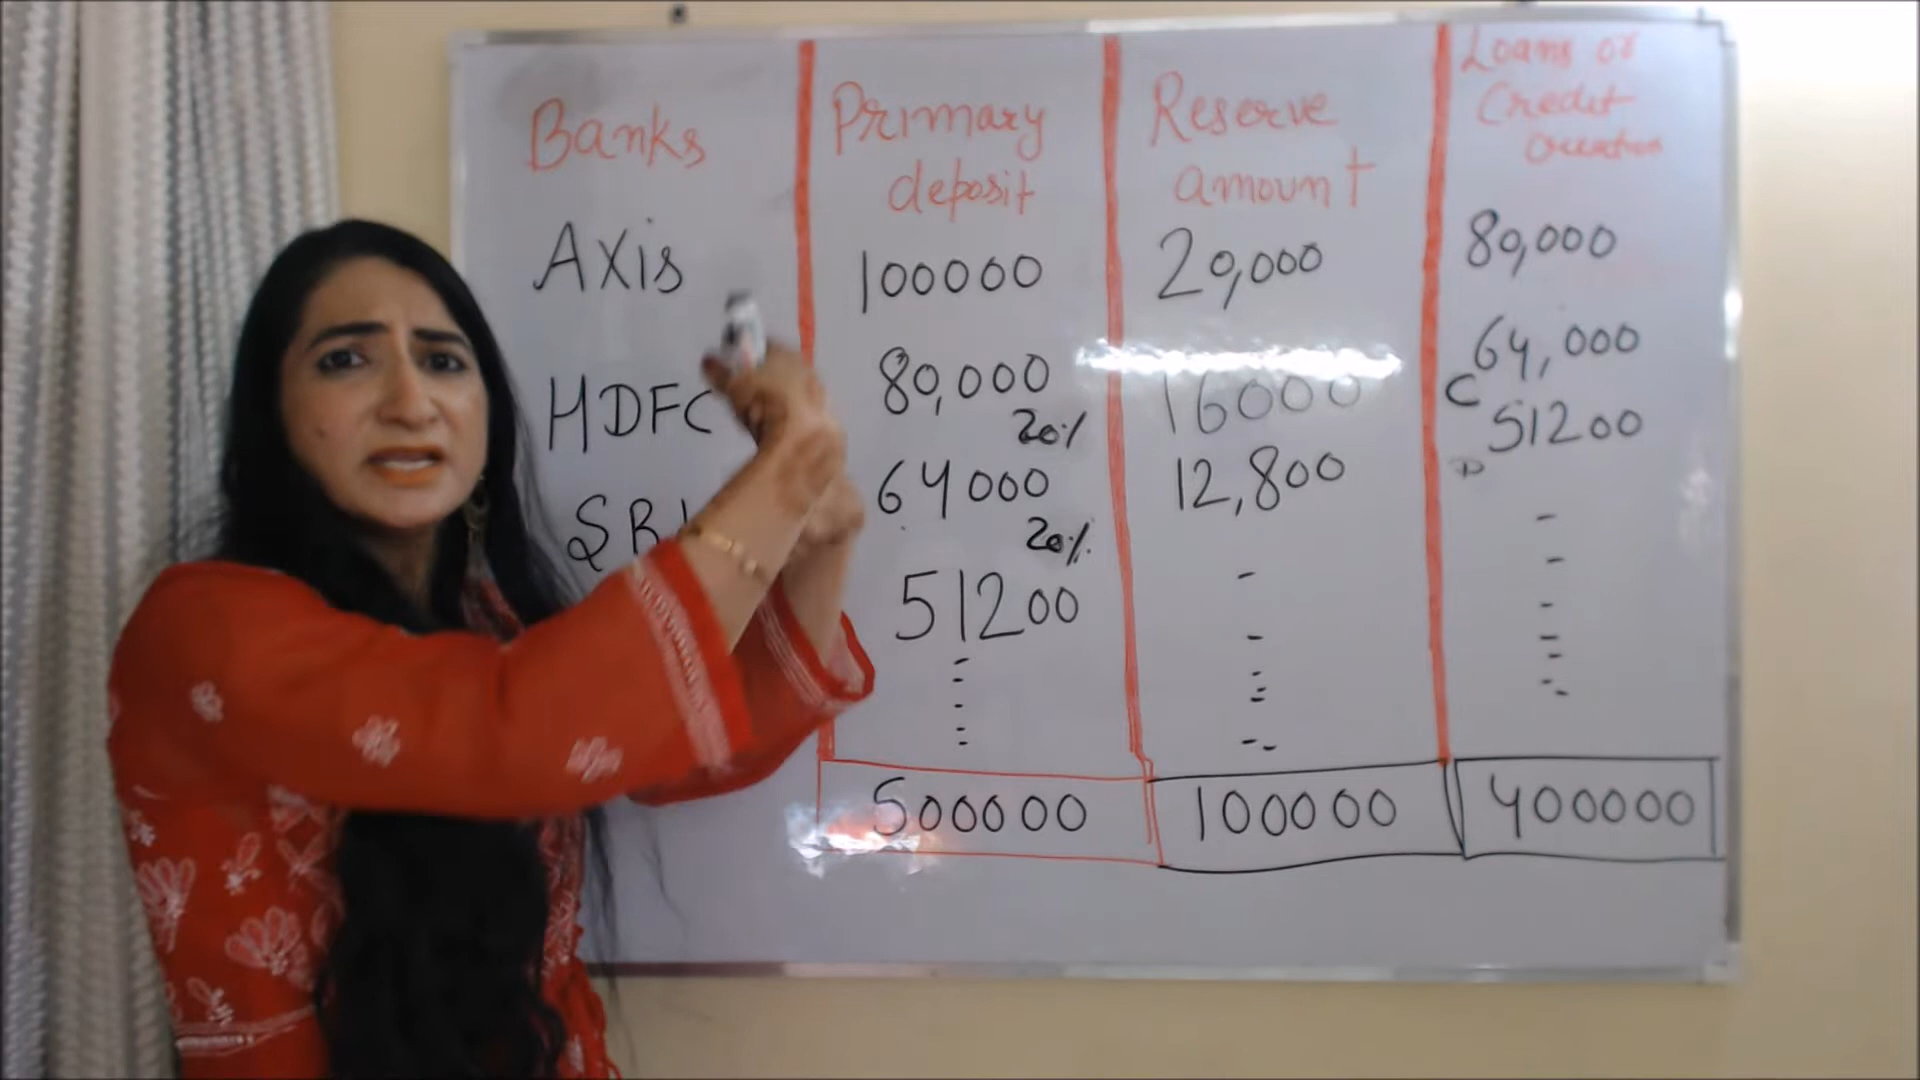 Banks
Primary
deposit
Reserve
amount
Loans or
Credit
Creation
Axis
100000
20,000
80,000
HDFC
80,000
20%
16000
64,000
C
51200
SBI
64000
20%
12,800
D
51200
500000
100000
400000